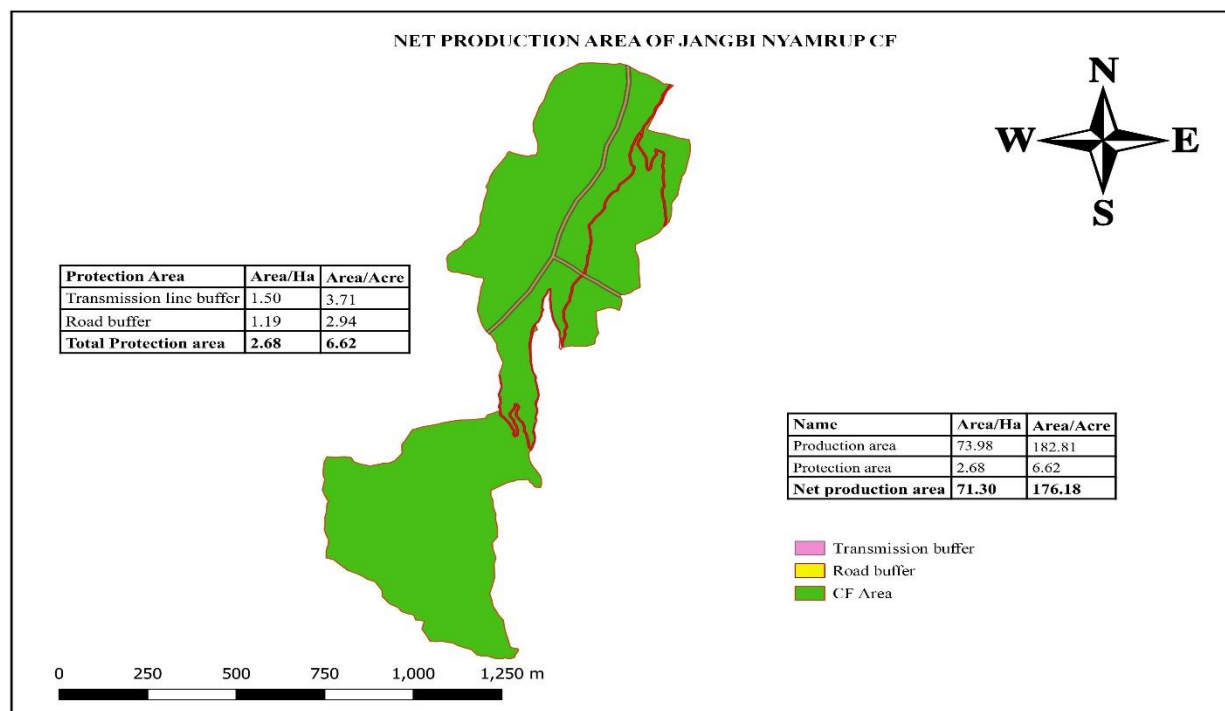 NET PRODUCTION AREA OF JANGBI NYAMRUP CF
N
W E
S
Protection Area Area/Ha Area/Acre
Transmission line buffer 1.50 3.71
Road buffer 1.19 2.94
Total Protection area 2.68 6.62
Name Area/Ha Area/Acre
Production area 73.98 182.81
Protection area 2.68 6.62
Net production area 71.30 176.18
Transmission buffer
Road buffer
CF Area
0 250 500 750 1,000 1,250 m